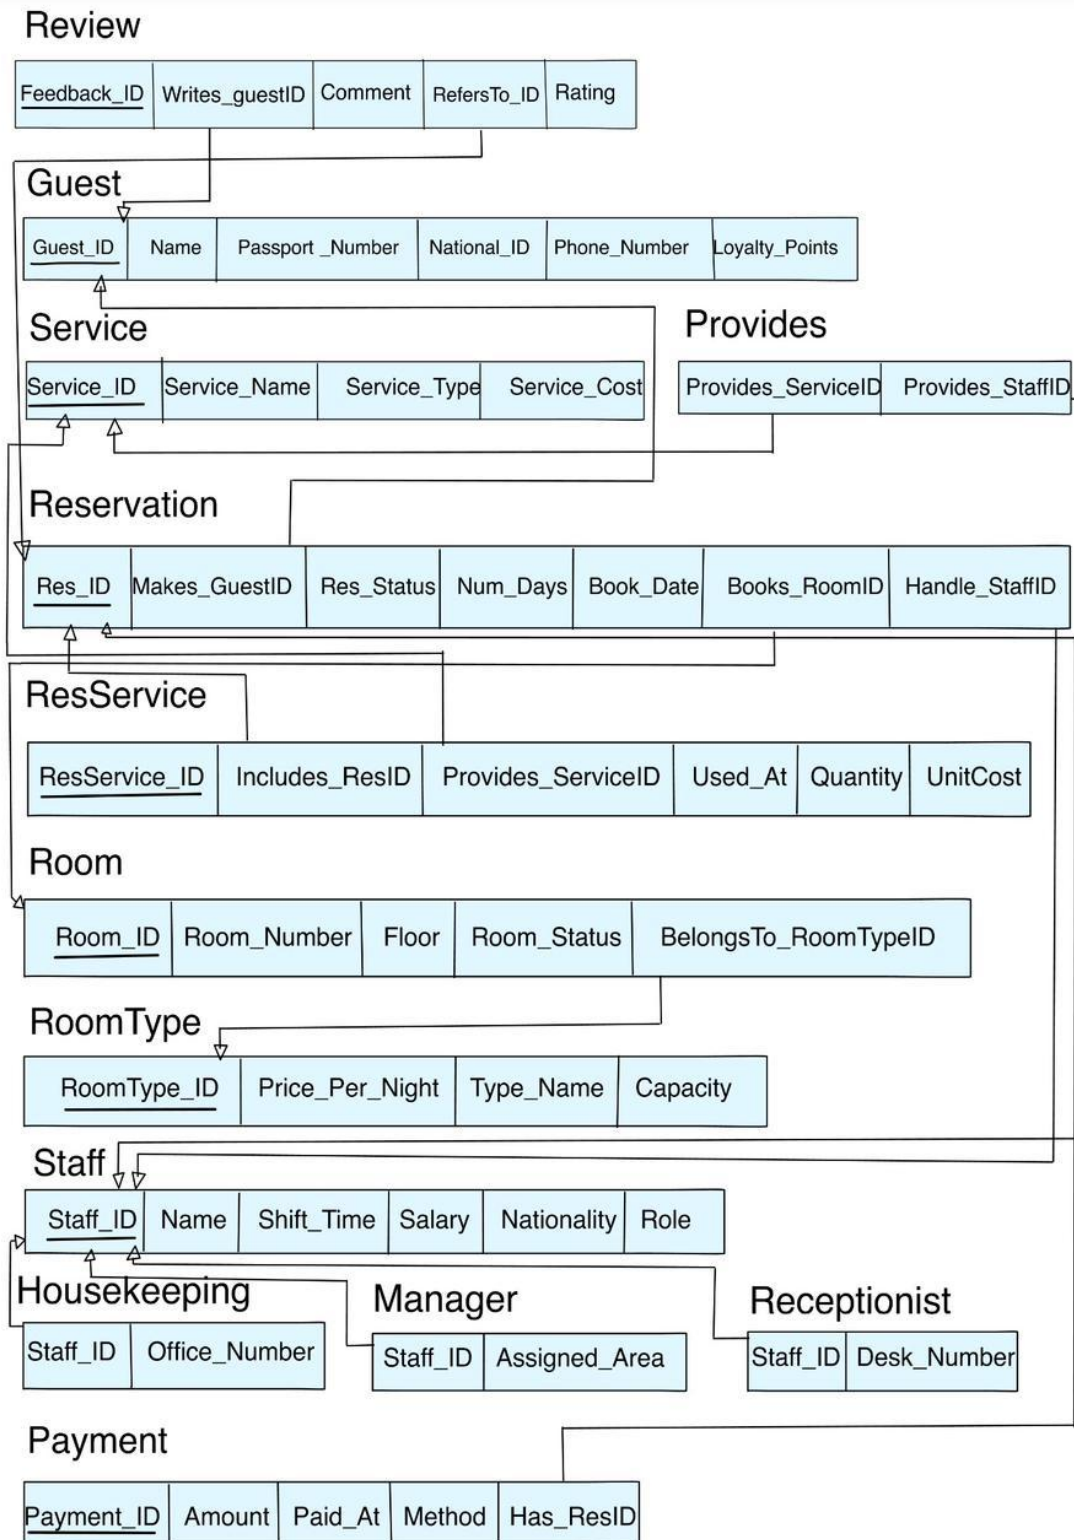 Review
Feedback_ID Writes_guestID Comment RefersTo_ID Rating
Guest
Guest_ID Name Passport _Number National_ID Phone_Number Loyalty_Points
Service Provides
Service_ID Service_Name Service_Type Service_Cost Provides_ServiceID Provides_StaffID
Reservation
Res_ID Makes_GuestID Res_Status Num_Days Book_Date Books_RoomID Handle_StaffID
ResService
ResService_ID Includes_ResID Provides_ServiceID Used_At Quantity UnitCost
Room
Room_ID Room_Number Floor Room_Status BelongsTo_RoomTypeID
RoomType
RoomType_ID Price_Per_Night Type_Name Capacity
Staff
Staff_ID Name Shift_Time Salary Nationality Role
Housekeeping Manager Receptionist
Staff_ID Office_Number Staff_ID Assigned_Area Staff_ID Desk_Number
Payment
Payment_ID Amount Paid_At Method Has_ResID